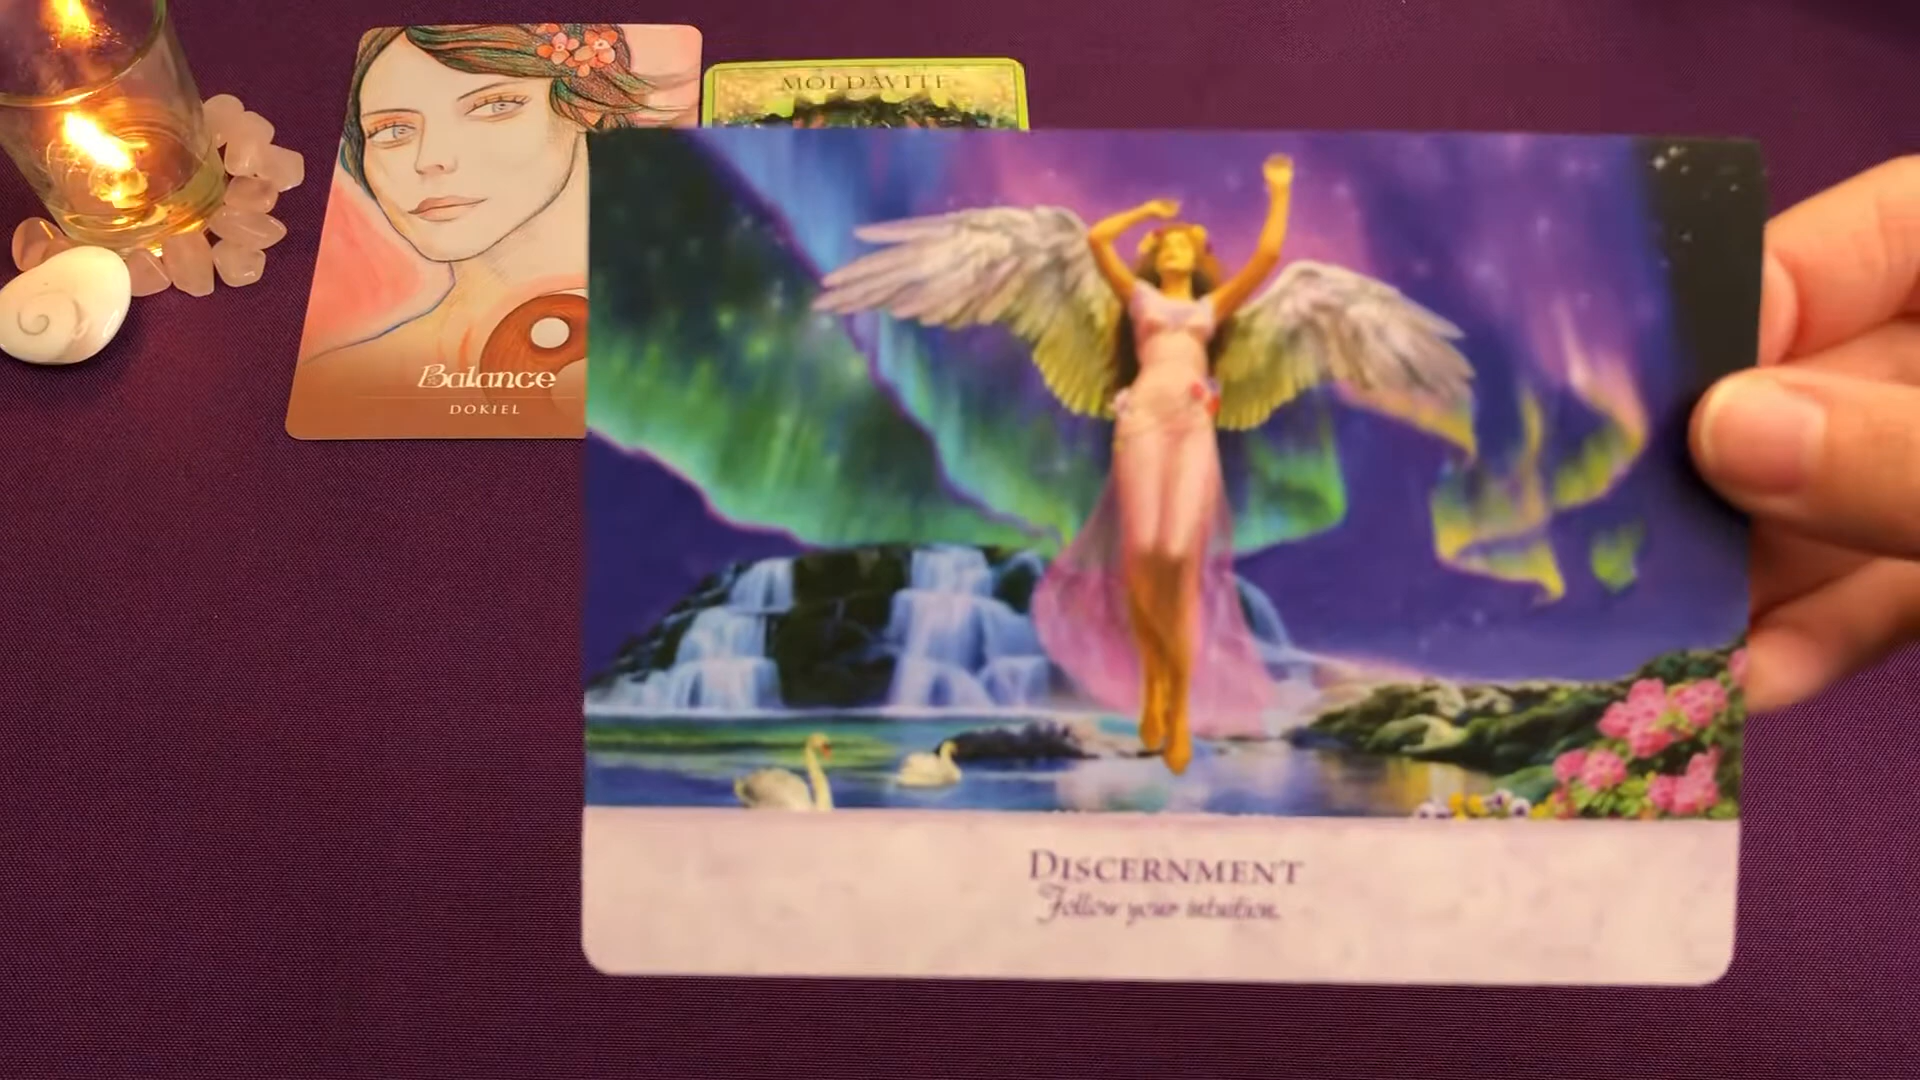 MOLDAVITE
Balance
DOKIEL
DISCERNMENT
Follow your intuition.